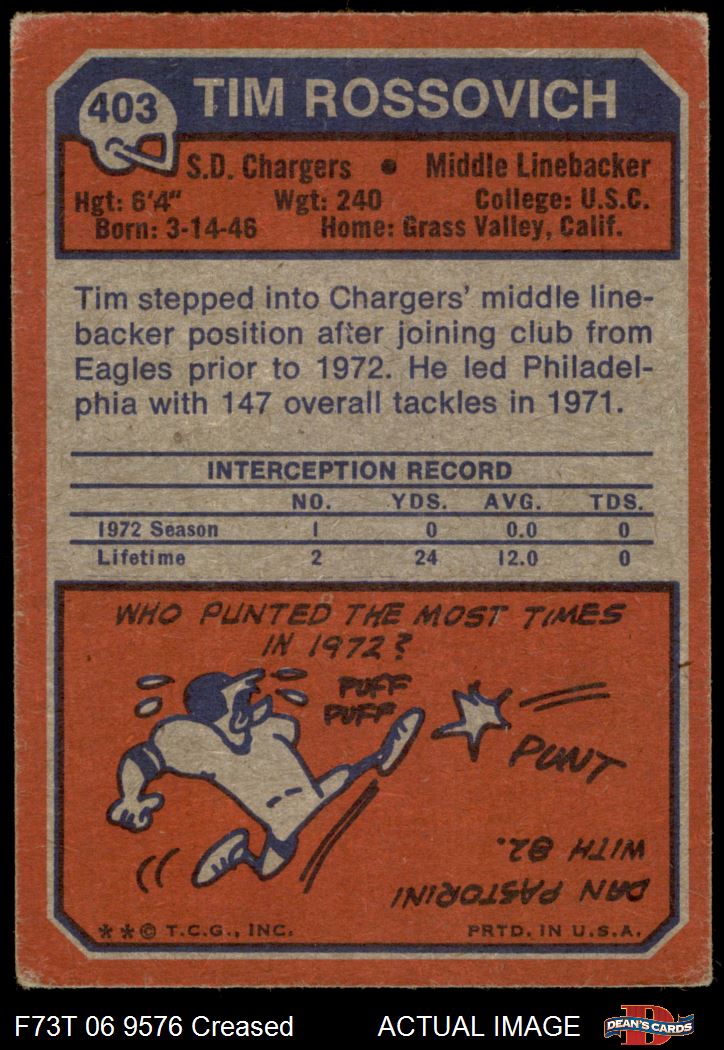 403
TIM ROSSOVICH
S.D. Chargers • Middle Linebacker
Hgt: 6'4" Wgt: 240 College: U.S.C.
Born: 3-14-46 Home: Grass Valley, Calif.
Tim stepped into Chargers' middle line-
backer position after joining club from
Eagles prior to 1972. He led Philadel-
phia with 147 overall tackles in 1971.
INTERCEPTION RECORD
NO. YDS. AVG. TDS.
1972 Season 1 0 0.0 0
Lifetime 2 24 12.0 0
WHO PUNTED THE MOST TIMES
IN 1972?
PUFF
PUFF
PUNT
DAN PASTORINI
WITH 82.
** © T.C.G., INC. PRTD. IN U.S.A.
F73T 06 9576 Creased ACTUAL IMAGE
DEAN'S CARDS